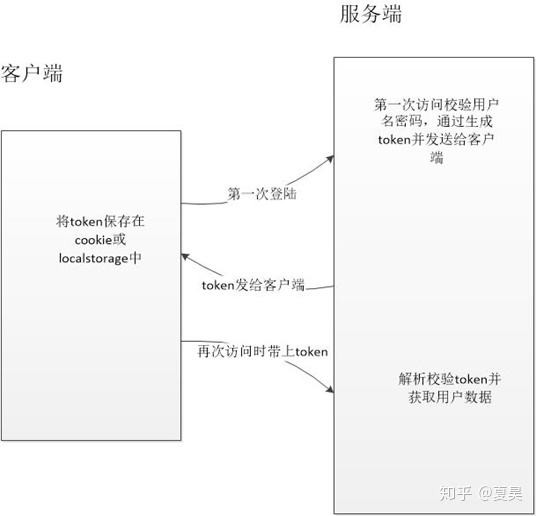 服务端
客户端
第一次访问校验用户
名密码，通过生成
token并发送给客户
端
第一次登陆
将token保存在
cookie或
localstorage中
token发给客户端
再次访问时带上token
解析校验token并
获取用户数据
知乎 @夏昊